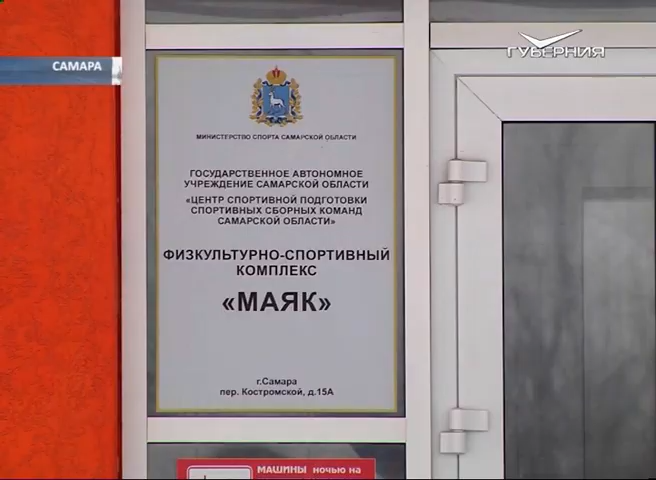 ГУБЕРНИЯ
САМАРА
МИНИСТЕРСТВО СПОРТА САМАРСКОЙ ОБЛАСТИ
ГОСУДАРСТВЕННОЕ АВТОНОМНОЕ
УЧРЕЖДЕНИЕ САМАРСКОЙ ОБЛАСТИ
«ЦЕНТР СПОРТИВНОЙ ПОДГОТОВКИ
СПОРТИВНЫХ СБОРНЫХ КОМАНД
САМАРСКОЙ ОБЛАСТИ»
ФИЗКУЛЬТУРНО-СПОРТИВНЫЙ
КОМПЛЕКС
«МАЯК»
г.Самара
пер. Костромской, д.15А
МАШИНЫ ночью на